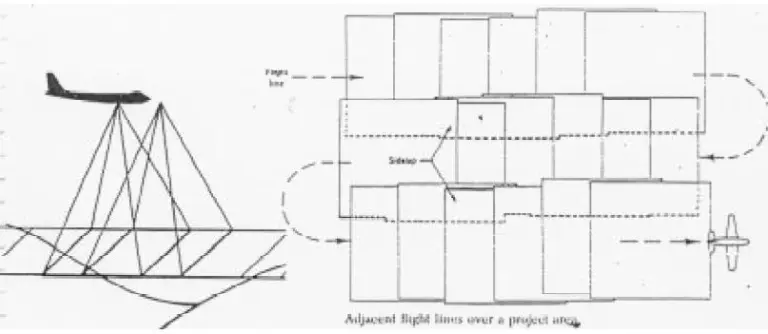 Flight
line
Sidelap
Adjacent flight lines over a project area.